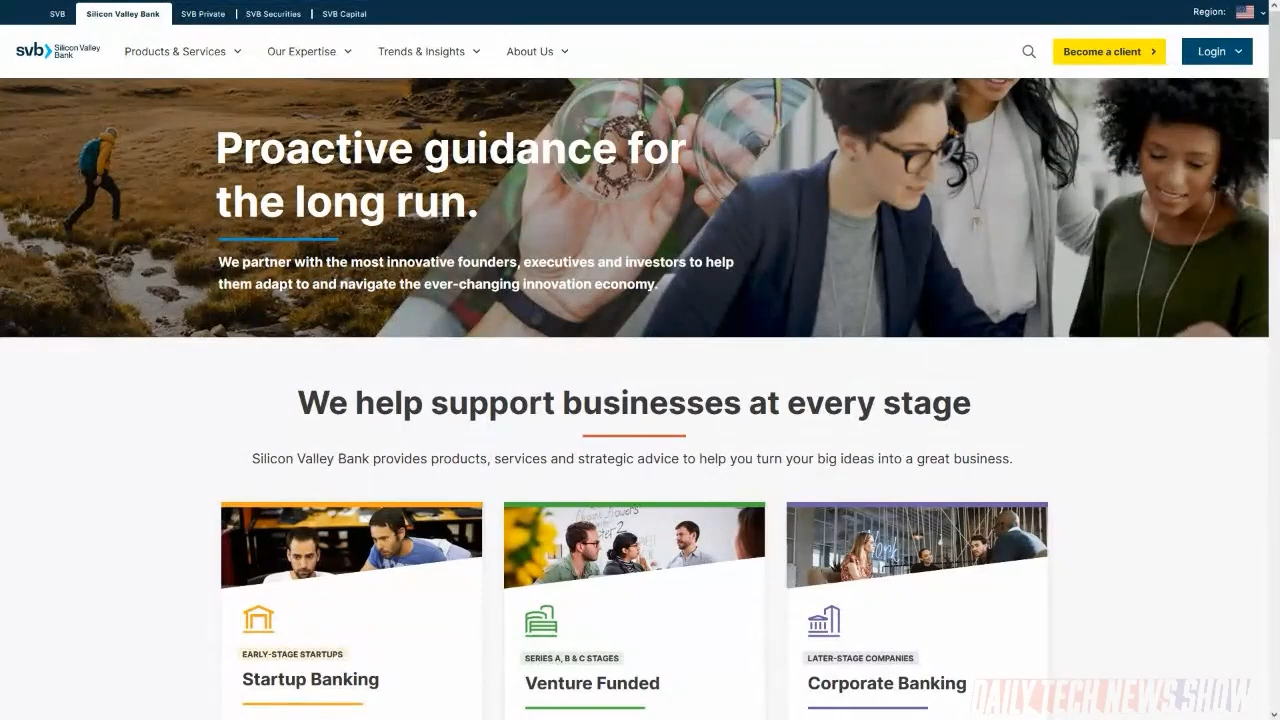 SVB
Silicon Valley Bank
SVB Private
SVB Securities
SVB Capital
Region:
svb
Silicon Valley
Bank
Products & Services
Our Expertise
Trends & Insights
About Us
Become a client
Login
Proactive guidance for
the long run.
We partner with the most innovative founders, executives and investors to help
them adapt to and navigate the ever-changing innovation economy.
We help support businesses at every stage
Silicon Valley Bank provides products, services and strategic advice to help you turn your big ideas into a great business.
EARLY-STAGE STARTUPS
Startup Banking
SERIES A, B & C STAGES
Venture Funded
LATER-STAGE COMPANIES
Corporate Banking
DAILY TECH NEWS SHOW